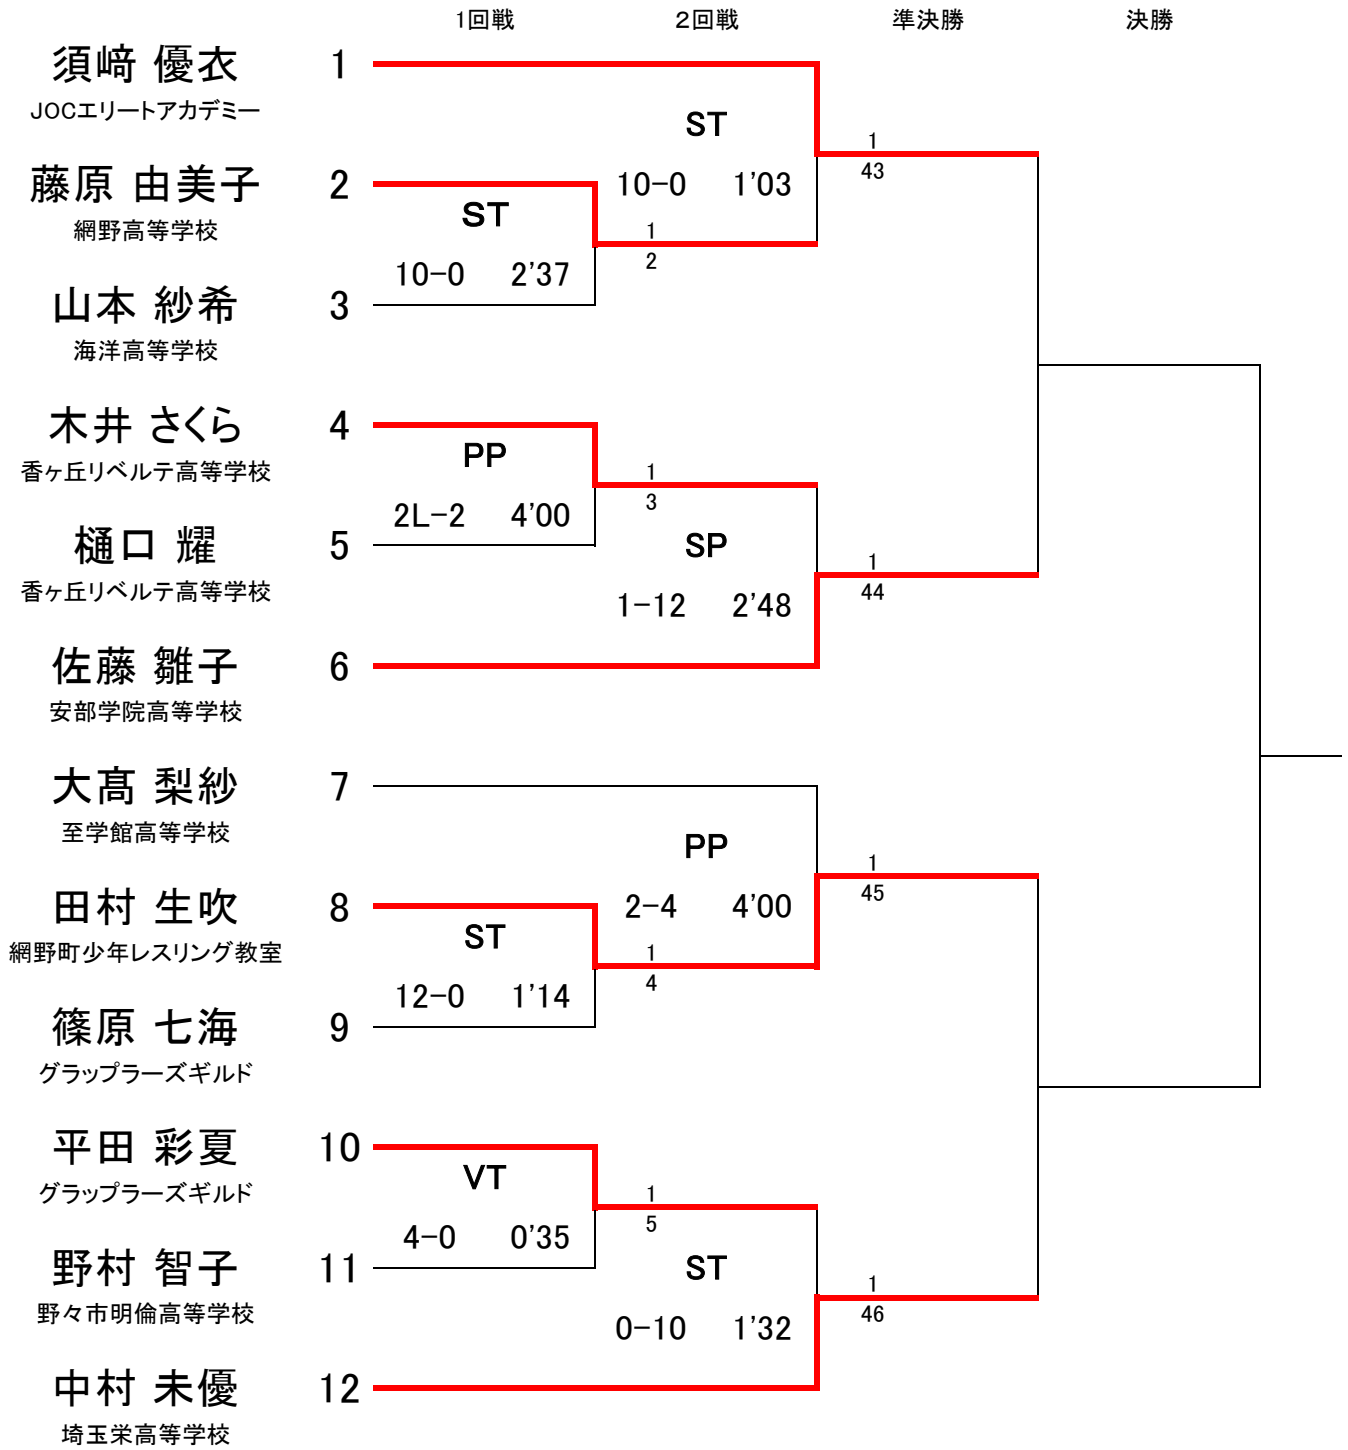 1回戦 2回戦 準決勝 決勝
須﨑 優衣 1
JOCエリートアカデミー
ST
1
43
藤原 由美子 2
10-0 1'03
網野高等学校
ST
1
2
10-0 2'37
山本 紗希 3
海洋高等学校
木井 さくら 4
香ヶ丘リベルテ高等学校
PP
1
3
2L-2 4'00
樋口 耀 5
SP
1
44
香ヶ丘リベルテ高等学校
1-12 2'48
佐藤 雛子 6
安部学院高等学校
大髙 梨紗 7
至学館高等学校
PP
1
45
田村 生吹 8
2-4 4'00
網野町少年レスリング教室
ST
1
4
12-0 1'14
篠原 七海 9
グラップラーズギルド
平田 彩夏 10
グラップラーズギルド
VT
1
5
4-0 0'35
野村 智子 11
ST
1
46
野々市明倫高等学校
0-10 1'32
中村 未優 12
埼玉栄高等学校